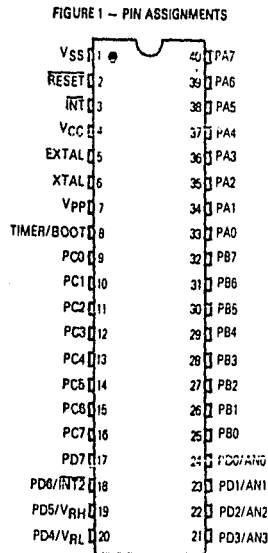 FIGURE 1 — PIN ASSIGNMENTS
VSS 1 40 PA7
RESET 2 39 PA6
INT 3 38 PA5
VCC 4 37 PA4
EXTAL 5 36 PA3
XTAL 6 35 PA2
VPP 7 34 PA1
TIMER/BOOT 8 33 PA0
PC0 9 32 PB7
PC1 10 31 PB6
PC2 11 30 PB5
PC3 12 29 PB4
PC4 13 28 PB3
PC5 14 27 PB2
PC6 15 26 PB1
PC7 16 25 PB0
PD7 17 24 PD0/AN0
PD6/INT2 18 23 PD1/AN1
PD5/VRH 19 22 PD2/AN2
PD4/VRL 20 21 PD3/AN3